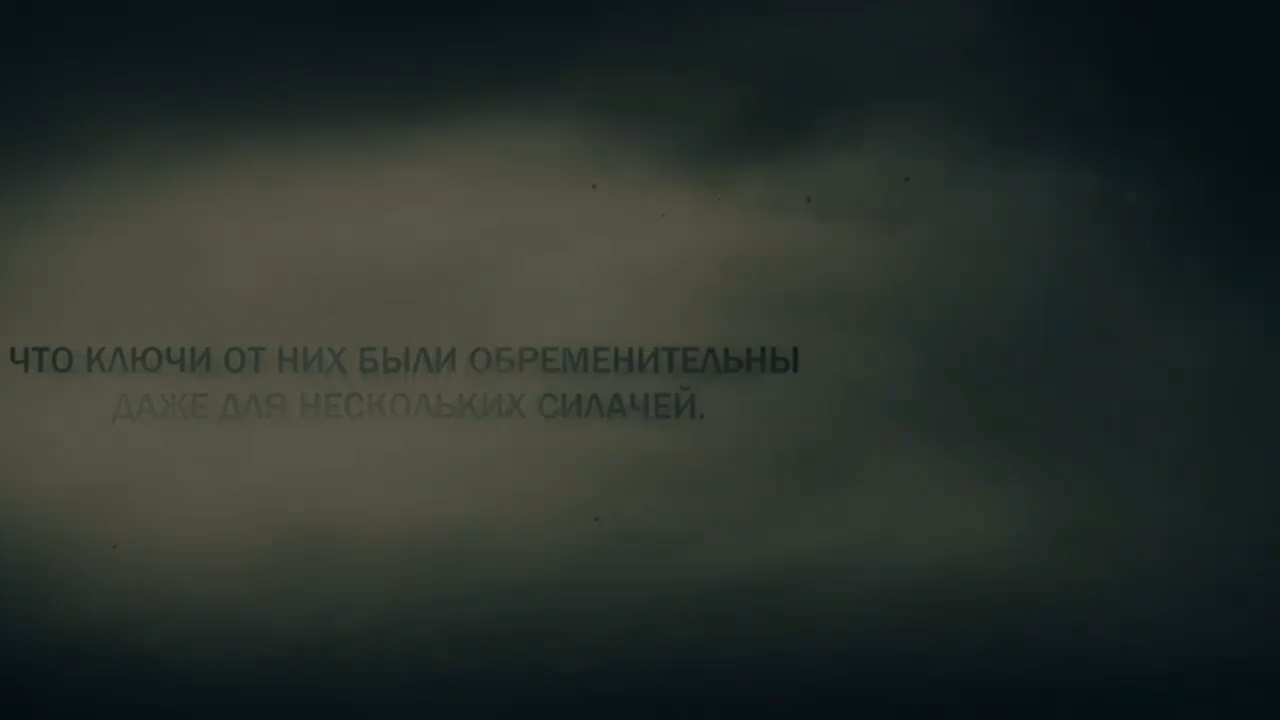 ЧТО КЛЮЧИ ОТ НИХ БЫЛИ ОБРЕМЕНИТЕЛЬНЫ
ДАЖЕ ДЛЯ НЕСКОЛЬКИХ СИЛАЧЕЙ.